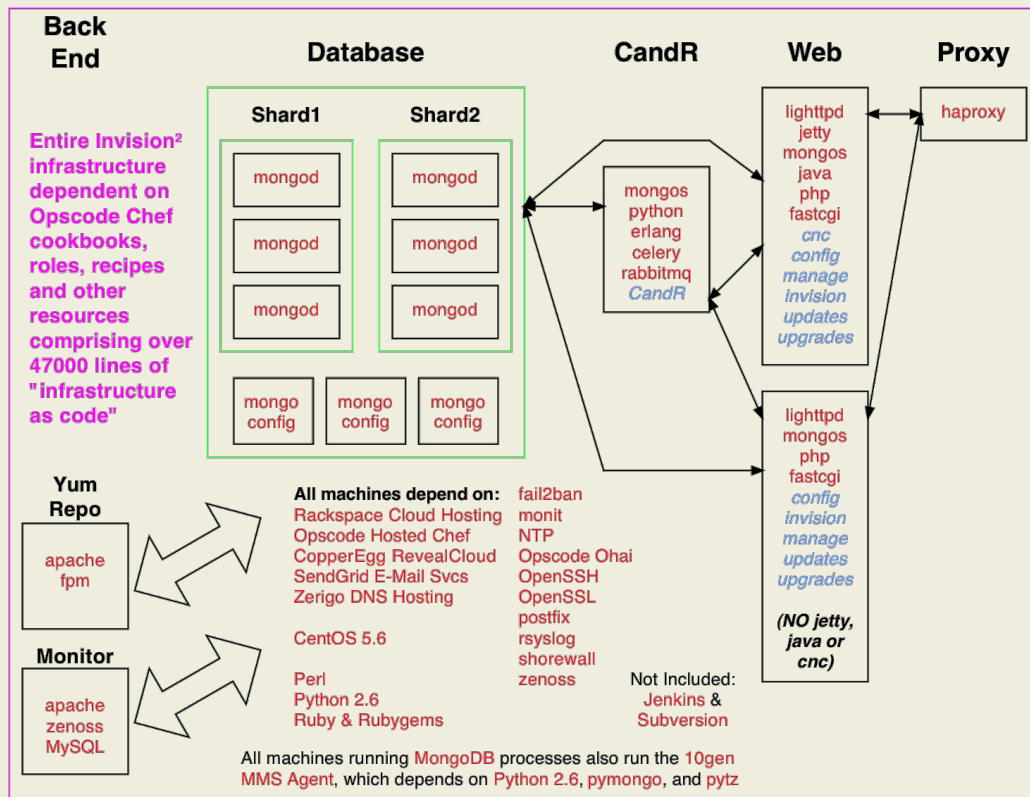 Back
End
Database
CandR
Web
Proxy
Entire Invision²
infrastructure
dependent on
Opscode Chef
cookbooks,
roles, recipes
and other
resources
comprising over
47000 lines of
"infrastructure
as code"
Shard1
mongod
mongod
mongod
Shard2
mongod
mongod
mongod
mongo
config
mongo
config
mongo
config
mongos
python
erlang
celery
rabbitmq
CandR
lighttpd
jetty
mongos
java
php
fastcgi
cnc
config
manage
invision
updates
upgrades
haproxy
lighttpd
mongos
php
fastcgi
config
invision
manage
updates
upgrades
(NO jetty,
java or
cnc)
Yum
Repo
apache
fpm
Monitor
apache
zenoss
MySQL
All machines depend on:
Rackspace Cloud Hosting
Opscode Hosted Chef
CopperEgg RevealCloud
SendGrid E-Mail Svcs
Zerigo DNS Hosting
CentOS 5.6
Perl
Python 2.6
Ruby & Rubygems
fail2ban
monit
NTP
Opscode Ohai
OpenSSH
OpenSSL
postfix
rsyslog
shorewall
zenoss
Not Included:
Jenkins &
Subversion
All machines running MongoDB processes also run the 10gen
MMS Agent, which depends on Python 2.6, pymongo, and pytz